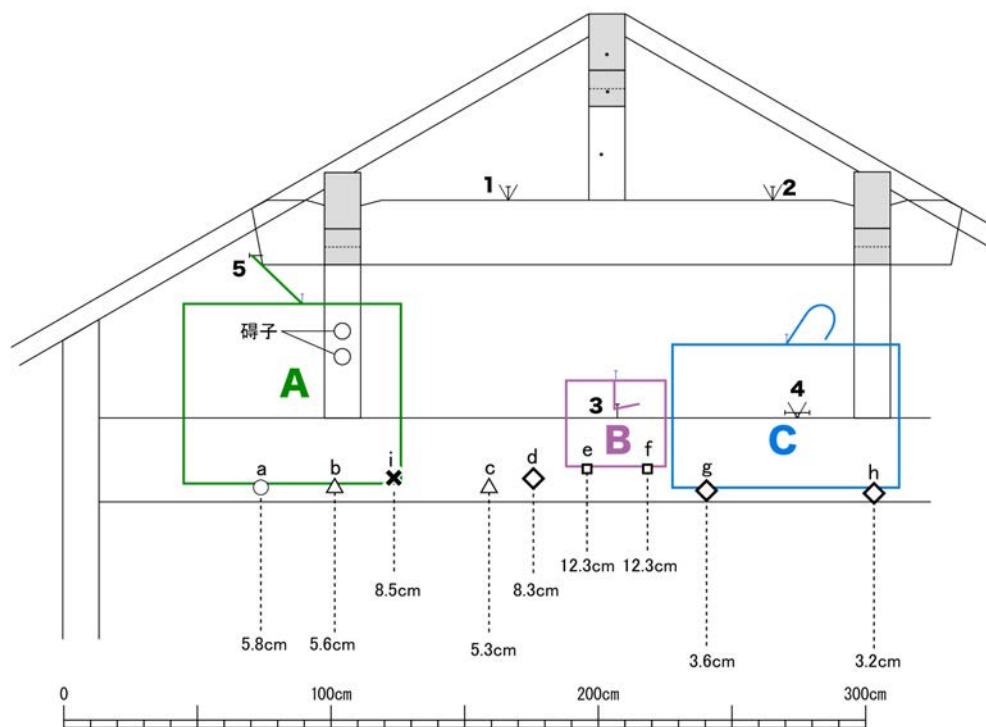 1
2
5
碍子
A
3
B
4
C
a
b
i
c
d
e
f
g
h
12.3cm
12.3cm
8.5cm
8.3cm
5.8cm
5.6cm
5.3cm
3.6cm
3.2cm
0
100cm
200cm
300cm